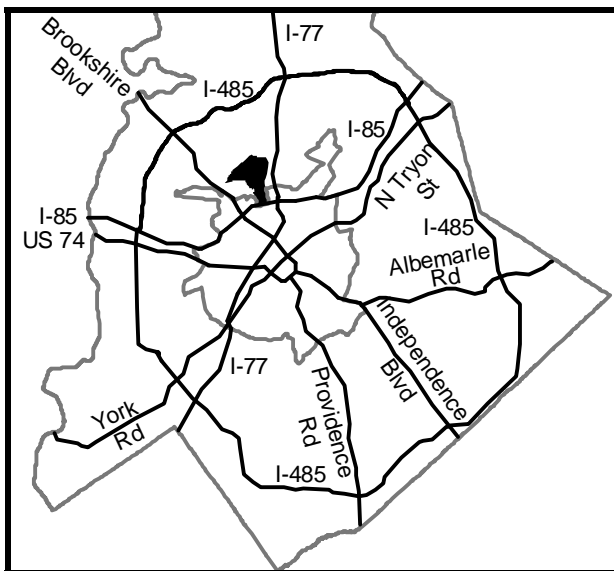 I-77
Brookshire
Blvd
I-485
I-85
N Tryon
St
I-85
US 74
I-485
Albemarle
Rd
Independence
Blvd
I-77
Providence
Rd
York
Rd
I-485